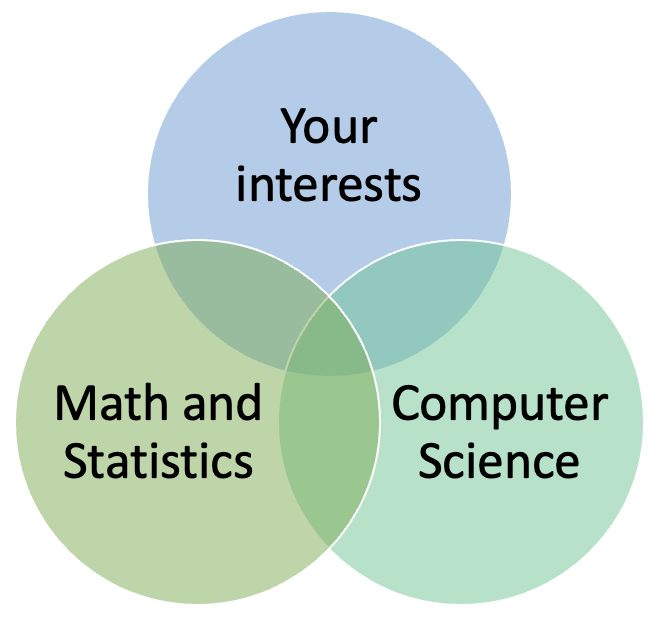 Your
interests
Math and
Statistics
Computer
Science